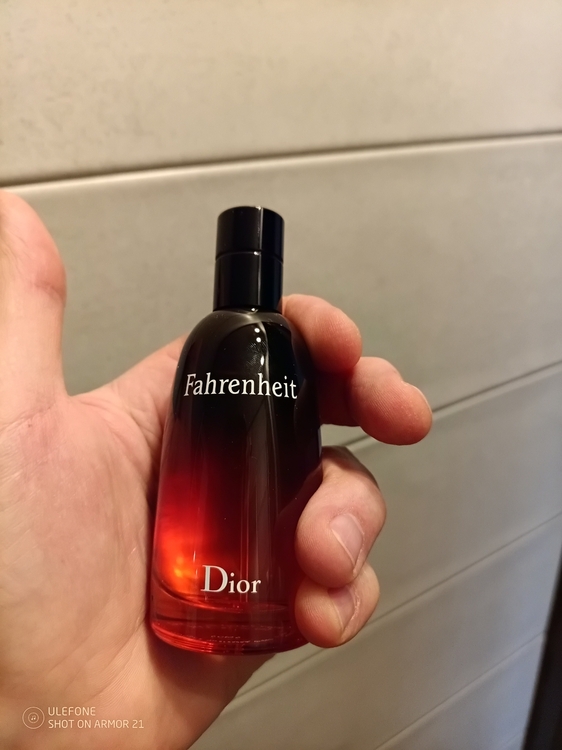 Fahrenheit
Dior
ULEFONE
SHOT ON ARMOR 21